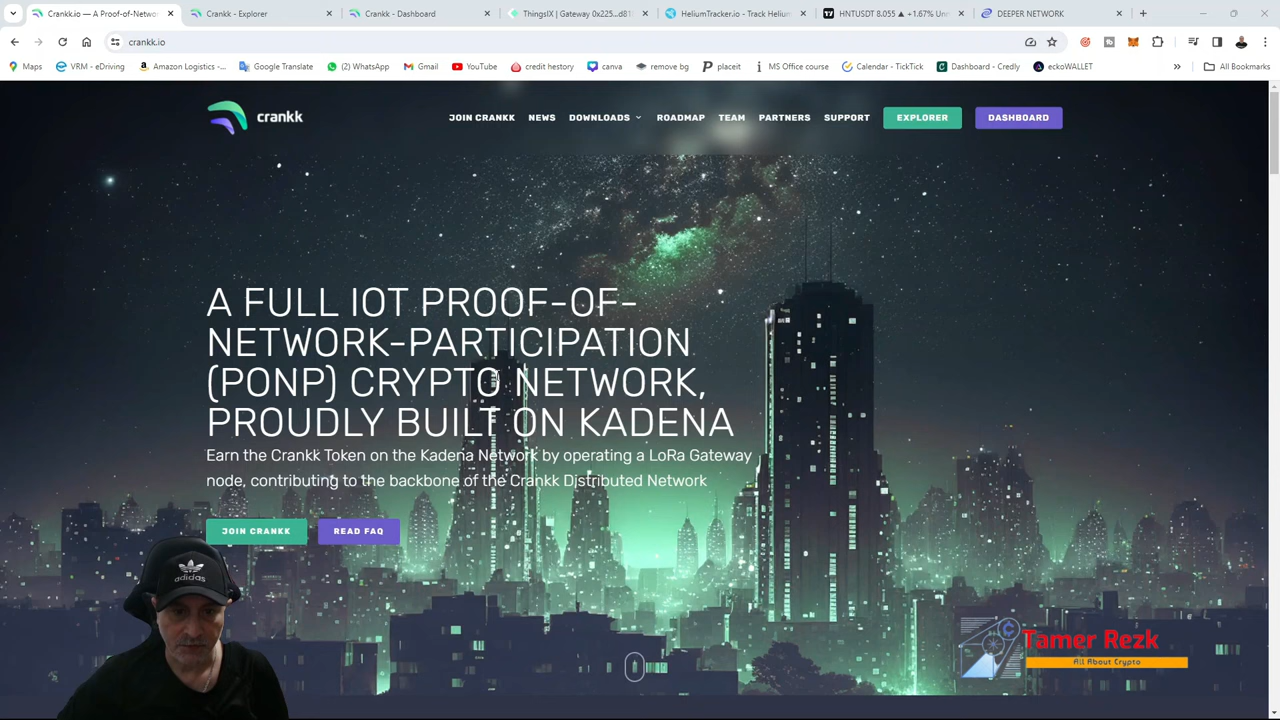 Crankk.io — A Proof-of-Netwo
Crankk - Explorer
Crankk - Dashboard
ThingsIX | Gateway 0x225...d81
HeliumTracker.io - Track Helium
HNTUSDT 8.055 ▲ +1.67% Un
DEEPER NETWORK
crankk.io
Maps
VRM - eDriving
Amazon Logistics -...
Google Translate
(2) WhatsApp
Gmail
YouTube
credit hestory
canva
remove bg
placeit
MS Office course
Calendar - TickTick
Dashboard - Credly
eckoWALLET
»
All Bookmarks
crankk
JOIN CRANKK
NEWS
DOWNLOADS
ROADMAP
TEAM
PARTNERS
SUPPORT
EXPLORER
DASHBOARD
A FULL IOT PROOF-OF-
NETWORK-PARTICIPATION
(PONP) CRYPTO NETWORK,
PROUDLY BUILT ON KADENA
Earn the Crankk Token on the Kadena Network by operating a LoRa Gateway
node, contributing to the backbone of the Crankk Distributed Network
JOIN CRANKK
READ FAQ
adidas
Tamer Rezk
All About Crypto